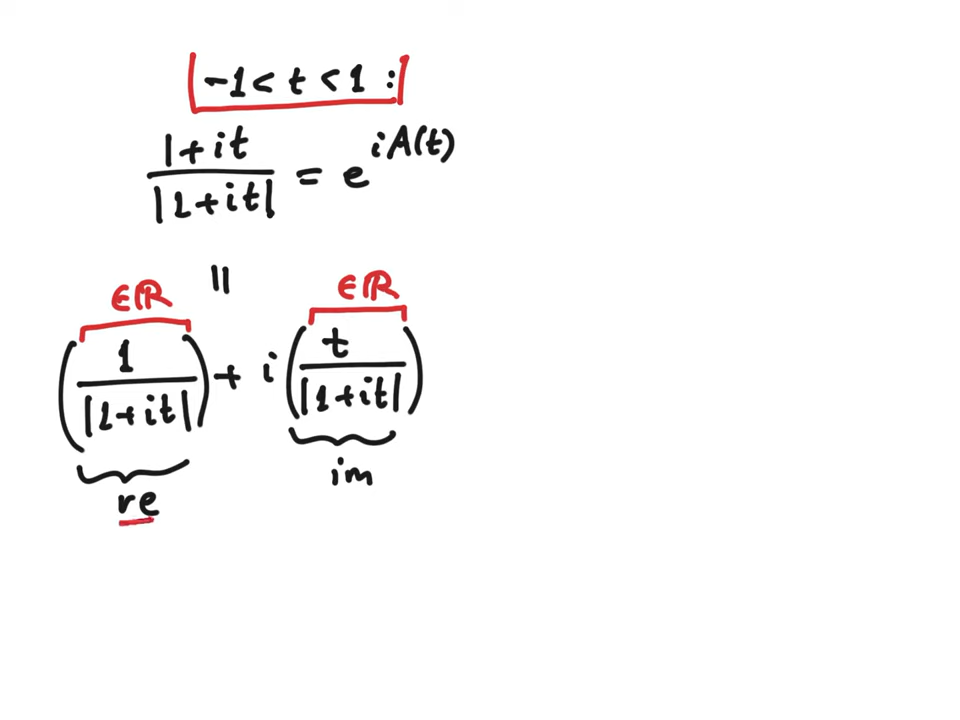 -1 < t < 1 :
1+it / |1+it| = e^{iA(t)}
||
∈ℝ ∈ℝ
(1 / |1+it|) + i (t / |1+it|)
re im